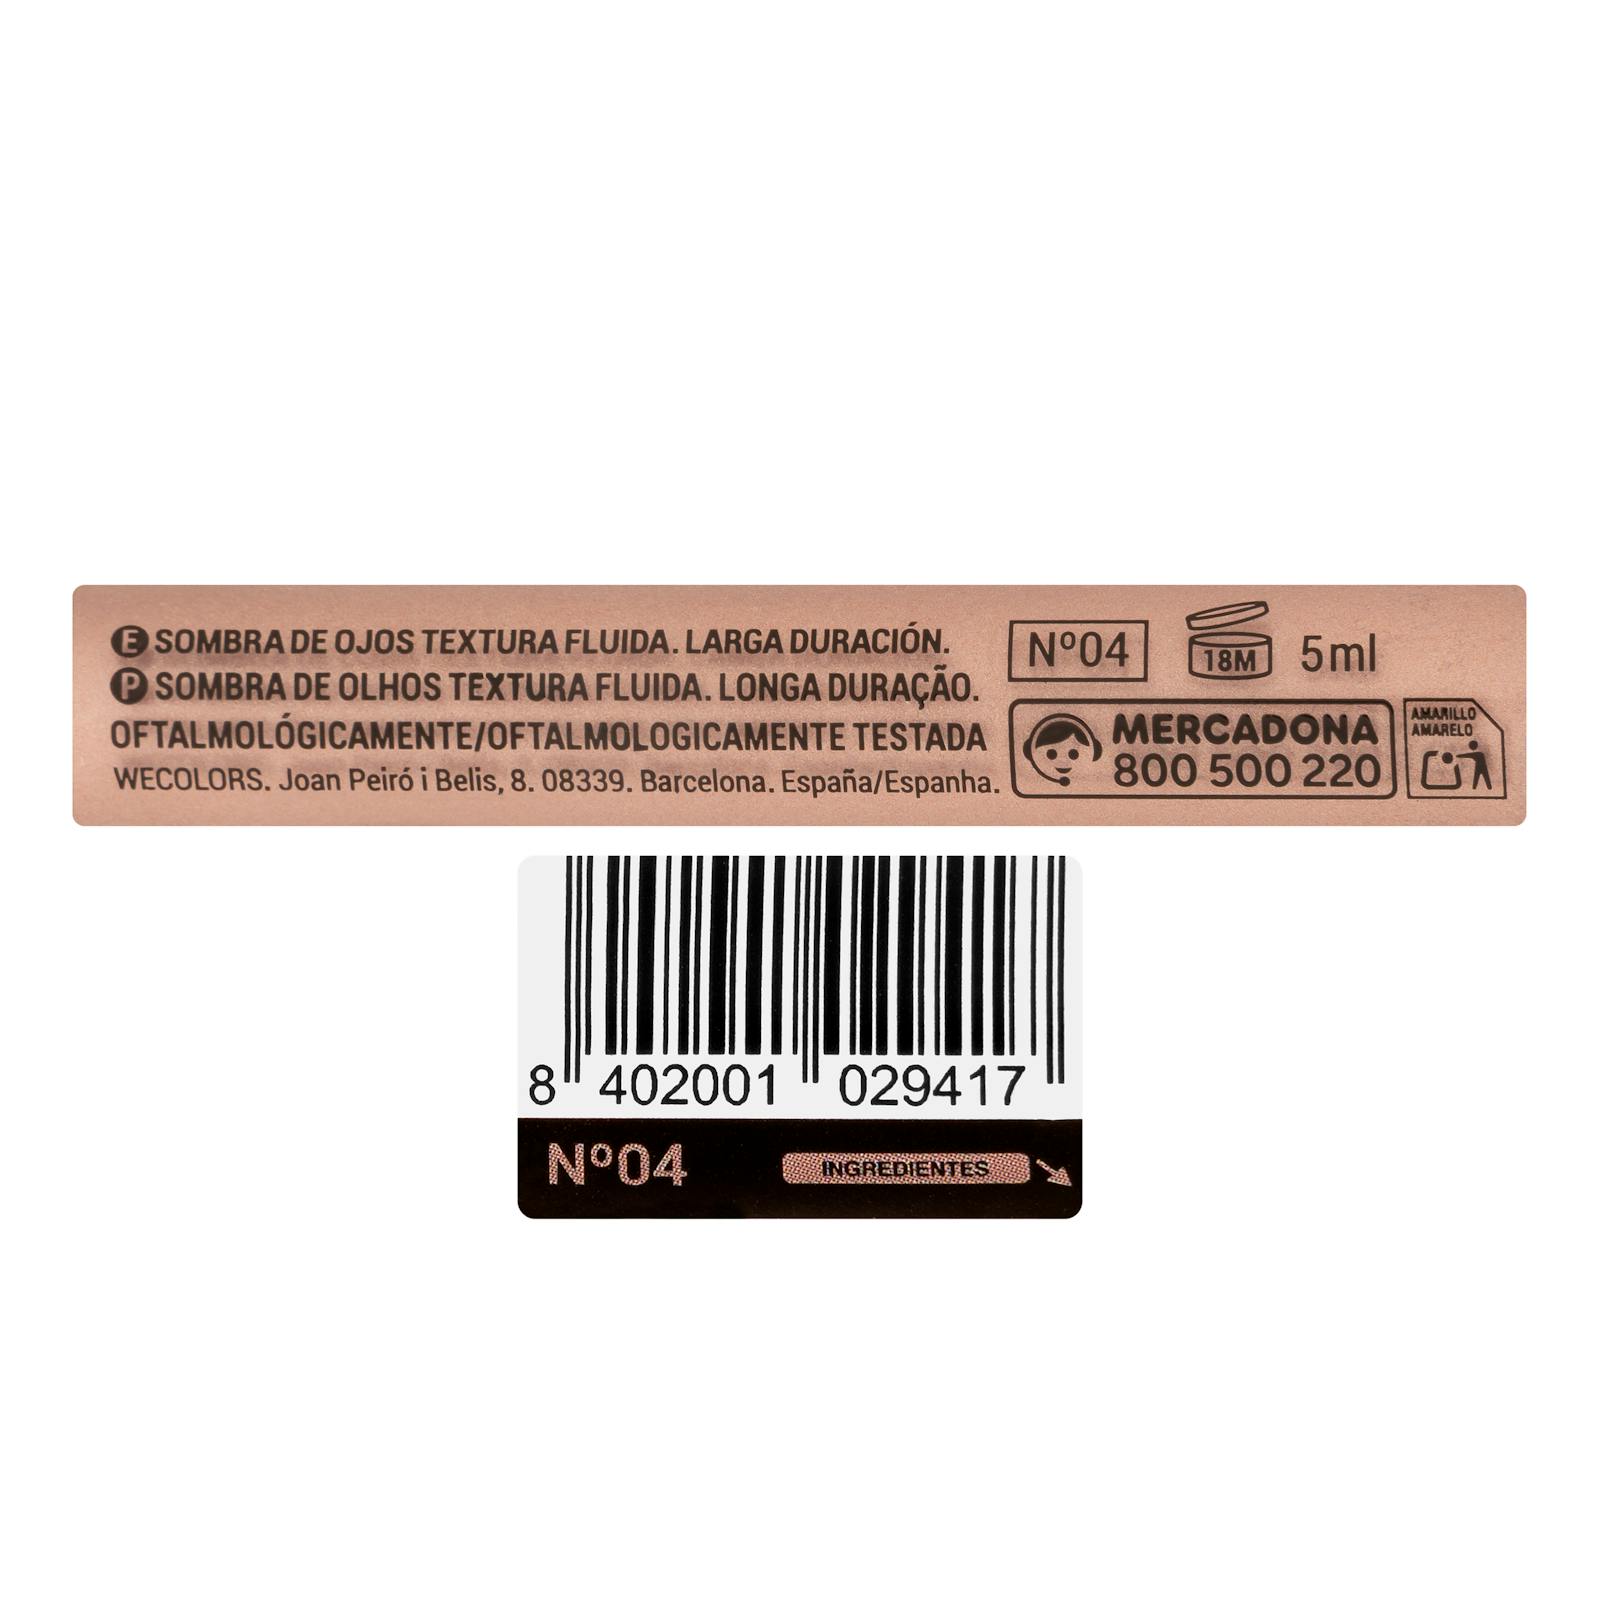 E SOMBRA DE OJOS TEXTURA FLUIDA. LARGA DURACIÓN.
P SOMBRA DE OLHOS TEXTURA FLUIDA. LONGA DURAÇÃO.
OFTALMOLÓGICAMENTE/OFTALMOLOGICAMENTE TESTADA
WECOLORS. Joan Peiró i Belis, 8. 08339. Barcelona. España/Espanha.
Nº04
18M
5ml
MERCADONA
800 500 220
AMARILLO
AMARELO
8 402001 029417
Nº04
INGREDIENTES